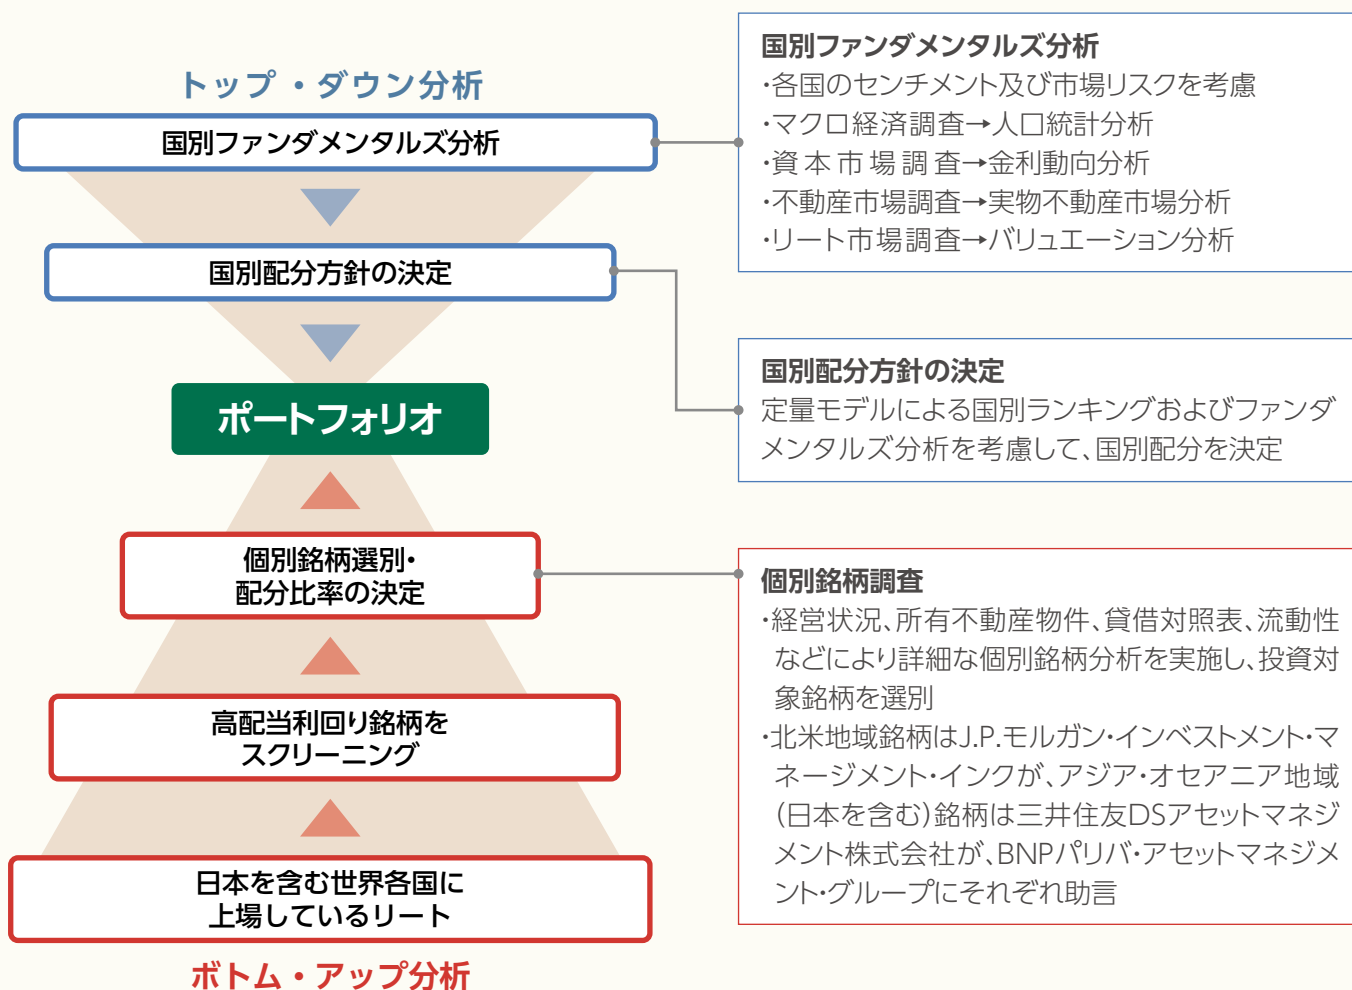 トップ・ダウン分析
国別ファンダメンタルズ分析
国別配分方針の決定
ポートフォリオ
個別銘柄選別・
配分比率の決定
高配当利回り銘柄を
スクリーニング
日本を含む世界各国に
上場しているリート
ボトム・アップ分析
国別ファンダメンタルズ分析
・各国のセンチメント及び市場リスクを考慮
・マクロ経済調査→人口統計分析
・資本市場調査→金利動向分析
・不動産市場調査→実物不動産市場分析
・リート市場調査→バリュエーション分析
国別配分方針の決定
定量モデルによる国別ランキングおよびファンダ
メンタルズ分析を考慮して、国別配分を決定
個別銘柄調査
・経営状況、所有不動産物件、貸借対照表、流動性
などにより詳細な個別銘柄分析を実施し、投資対
象銘柄を選別
・北米地域銘柄はJ.P.モルガン・インベストメント・マ
ネージメント・インクが、アジア・オセアニア地域
(日本を含む)銘柄は三井住友DSアセットマネジ
メント株式会社が、BNPパリバ・アセットマネジメ
ント・グループにそれぞれ助言